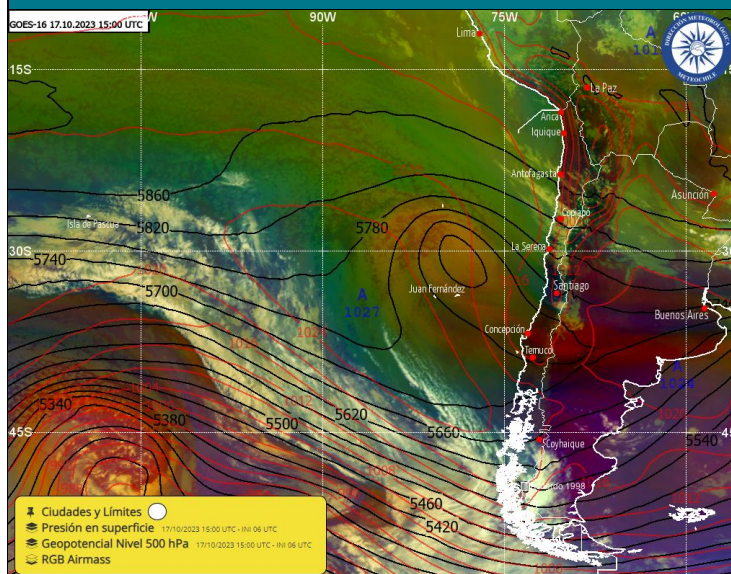 GOES-16 17.10.2023 15:00 UTC
90W
75W
60W
Lima
DIRECCIÓN METEOROLÓGICA
METEOCHILE
A
15S
La Paz
Arica
Iquique
Antofagasta
Asunción
5860
Isla de Pascua
5820
5780
Copiapó
30S
La Serena
5740
5700
Juan Fernández
Santiago
A
1027
Buenos Aires
Concepción
Temuco
A
5340
5380
1012
5620
5500
5660
45S
Coyhaique
5540
1008
5460
5420
Ciudades y Límites
Presión en superficie 17/10/2023 15:00 UTC - INI 06 UTC
Geopotencial Nivel 500 hPa 17/10/2023 15:00 UTC - INI 06 UTC
RGB Airmass